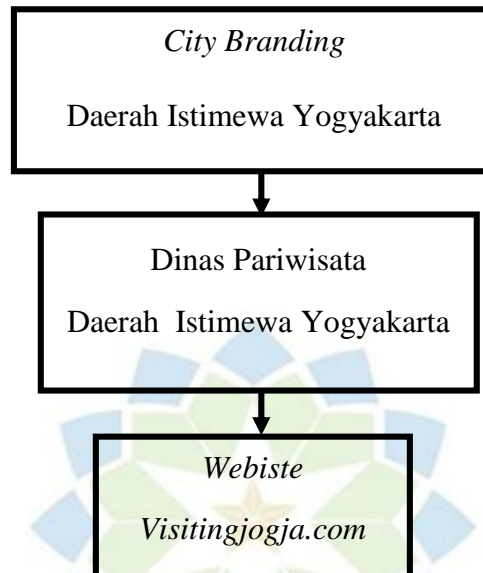 City Branding
Daerah Istimewa Yogyakarta
Dinas Pariwisata
Daerah Istimewa Yogyakarta
Webiste
Visitingjogja.com